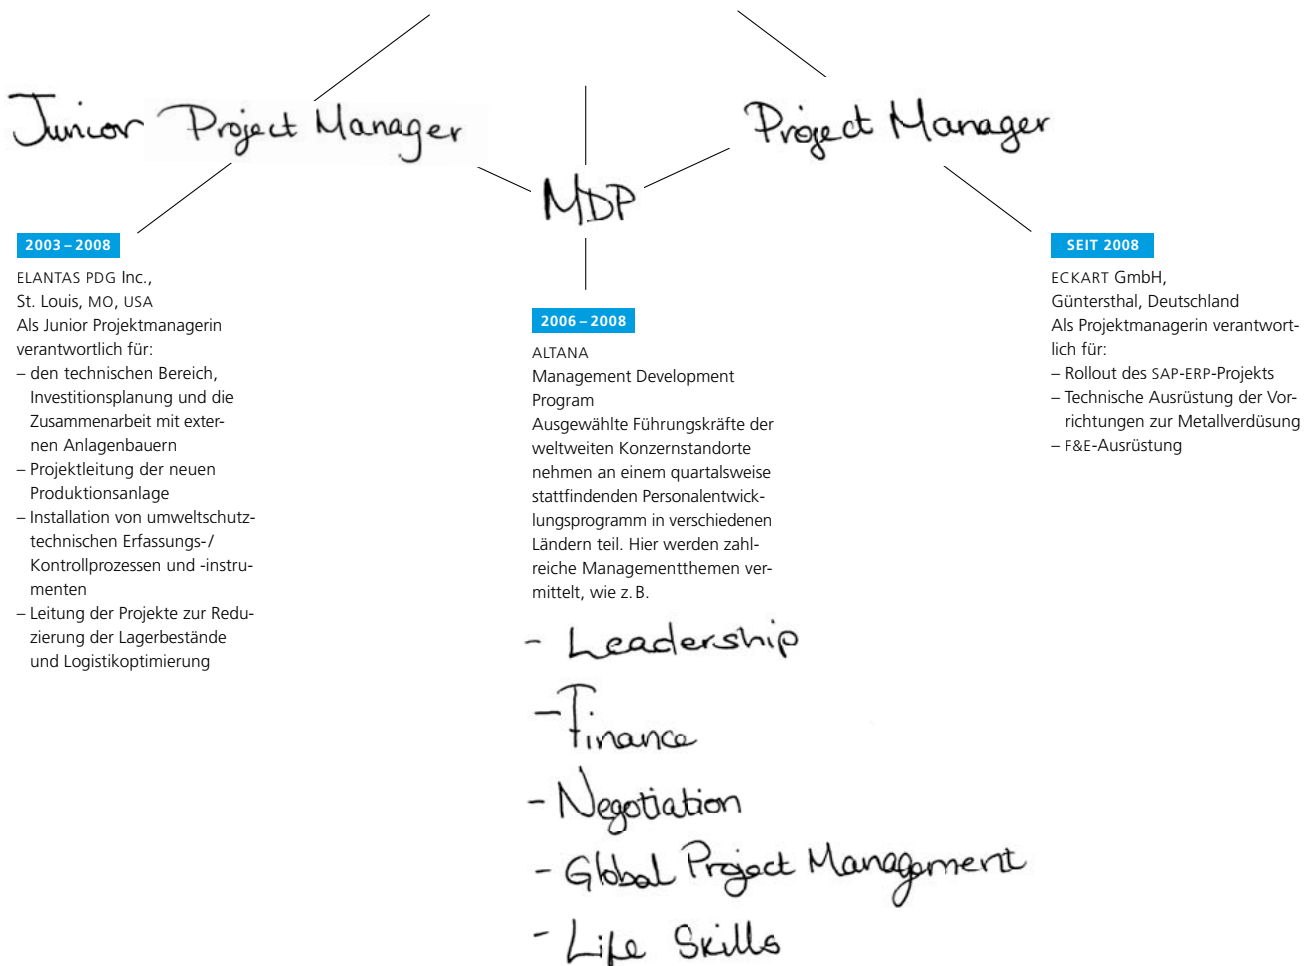 Junior Project Manager
Project Manager
MDP
2003 – 2008
ELANTAS PDG Inc.,
St. Louis, MO, USA
Als Junior Projektmanagerin
verantwortlich für:
– den technischen Bereich,
Investitionsplanung und die
Zusammenarbeit mit exter-
nen Anlagenbauern
– Projektleitung der neuen
Produktionsanlage
– Installation von umweltschutz-
technischen Erfassungs-/
Kontrollprozessen und -instru-
menten
– Leitung der Projekte zur Redu-
zierung der Lagerbestände
und Logistikoptimierung
2006 – 2008
ALTANA
Management Development
Program
Ausgewählte Führungskräfte der
weltweiten Konzernstandorte
nehmen an einem quartalsweise
stattfindenden Personalentwick-
lungsprogramm in verschiedenen
Ländern teil. Hier werden zahl-
reiche Managementthemen ver-
mittelt, wie z. B.
- Leadership
- Finance
- Negotiation
- Global Project Management
- Life Skills
SEIT 2008
ECKART GmbH,
Güntersthal, Deutschland
Als Projektmanagerin verantwort-
lich für:
– Rollout des SAP-ERP-Projekts
– Technische Ausrüstung der Vor-
richtungen zur Metallverdüsung
– F&E-Ausrüstung